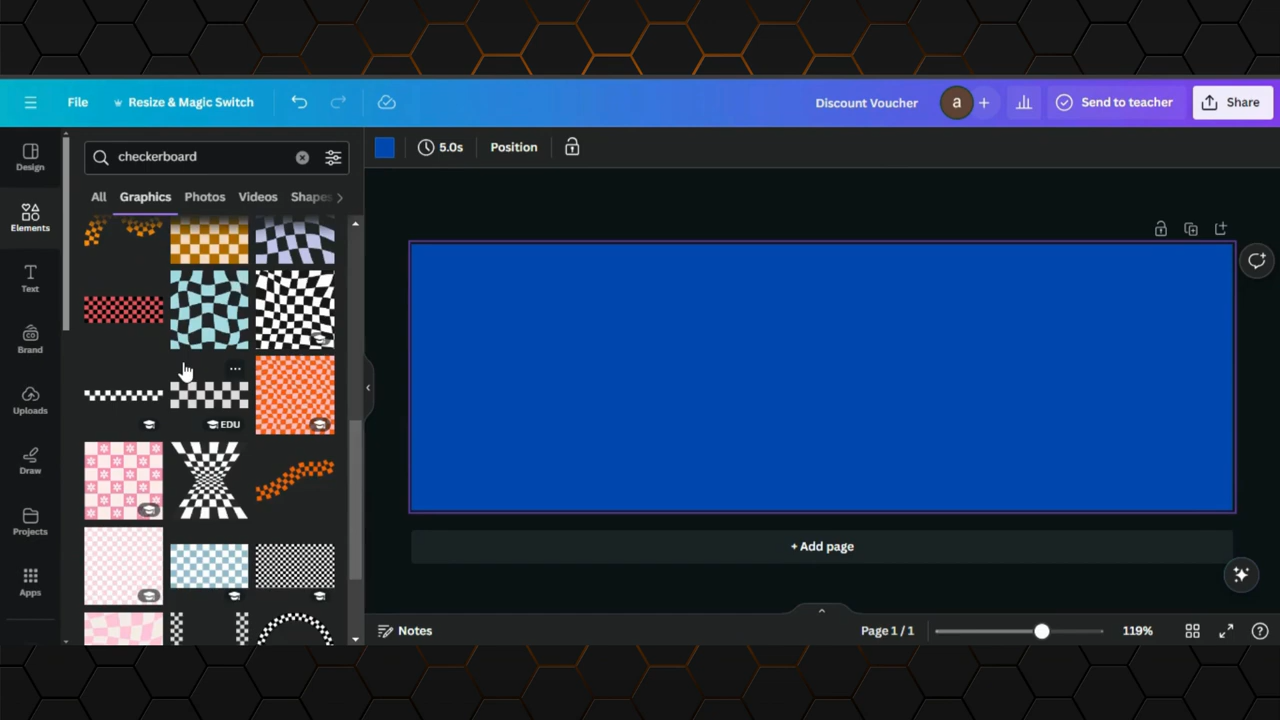 File
Resize & Magic Switch
Discount Voucher
a
Send to teacher
Share
Design
checkerboard
5.0s
Position
Elements
All
Graphics
Photos
Videos
Shapes
Text
Brand
EDU
Uploads
Draw
Projects
+ Add page
Apps
Notes
Page 1 / 1
119%